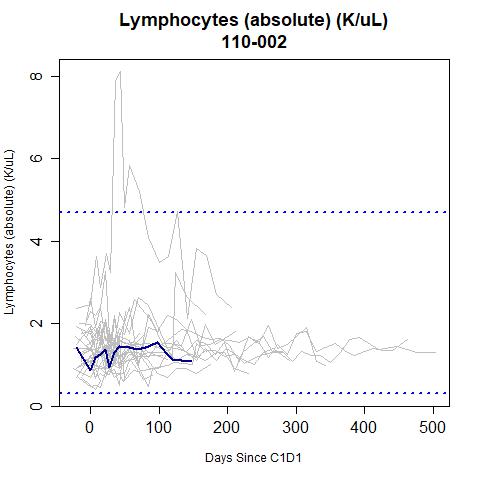 Lymphocytes (absolute) (K/uL)
110-002
Lymphocytes (absolute) (K/uL)
8
6
4
2
0
0 100 200 300 400 500
Days Since C1D1